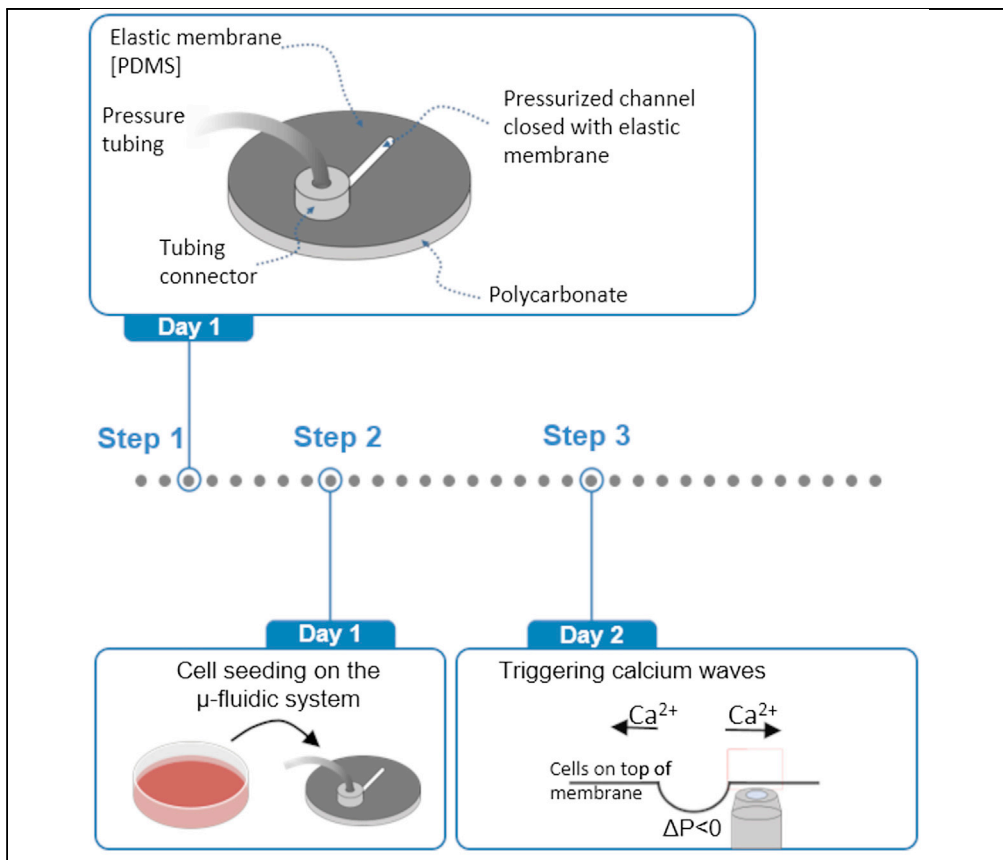 Elastic membrane
[PDMS]
Pressure
tubing
Pressurized channel
closed with elastic
membrane
Tubing
connector
Polycarbonate
Day 1
Step 1
Step 2
Step 3
Day 1
Cell seeding on the
µ-fluidic system
Day 2
Triggering calcium waves
Ca²⁺
Ca²⁺
Cells on top of
membrane
ΔP<0